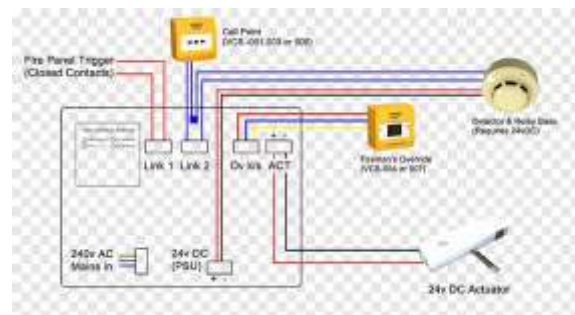 Call Point
(VCS-
Fire Panel Trigger
(Closed Contacts)
Detector & Relay Base
(Requires 24vDC)
Link 1
Link 2
Ov
ACT
+ -
Fireman's Override
240v AC
Mains in
24v DC
(PSU)
+ -
24v DC Actuator